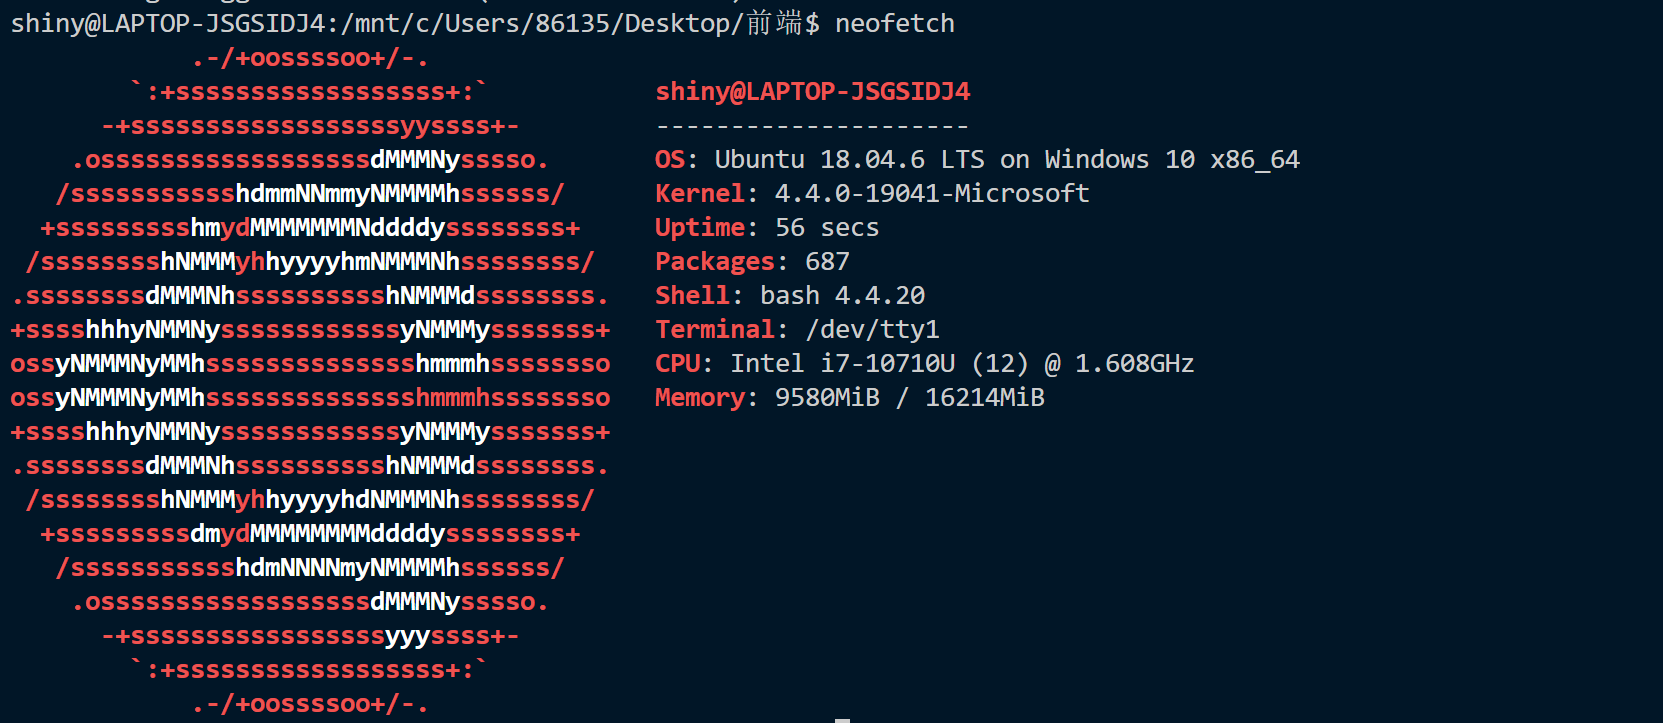 shiny@LAPTOP-JSGSIDJ4:/mnt/c/Users/86135/Desktop/前端$ neofetch
            .-/+oossssoo+/-.
        `:+ssssssssssssssssss+:`           shiny@LAPTOP-JSGSIDJ4
      -+ssssssssssssssssssyyssss+-         ---------------------
    .ossssssssssssssssssdMMMNysssso.       OS: Ubuntu 18.04.6 LTS on Windows 10 x86_64
   /ssssssssssshdmmNNmmyNMMMMhssssss/      Kernel: 4.4.0-19041-Microsoft
  +ssssssssshmydMMMMMMMNddddyssssssss+     Uptime: 56 secs
 /sssssssshNMMMyhhyyyyhmNMMMNhssssssss/    Packages: 687
.ssssssssdMMMNhsssssssssshNMMMdssssssss.   Shell: bash 4.4.20
+sssshhhyNMMNyssssssssssssyNMMMysssssss+   Terminal: /dev/tty1
ossyNMMMNyMMhsssssssssssssshmmmhssssssso   CPU: Intel i7-10710U (12) @ 1.608GHz
ossyNMMMNyMMhsssssssssssssshmmmhssssssso   Memory: 9580MiB / 16214MiB
+sssshhhyNMMNyssssssssssssyNMMMysssssss+
.ssssssssdMMMNhsssssssssshNMMMdssssssss.
 /sssssssshNMMMyhhyyyyhdNMMMNhssssssss/
  +sssssssssdmydMMMMMMMMddddyssssssss+
   /ssssssssssshdmNNNNmyNMMMMhssssss/
    .ossssssssssssssssssdMMMNysssso.
      -+sssssssssssssssssyyyssss+-
        `:+ssssssssssssssssss+:`
            .-/+oossssoo+/-.